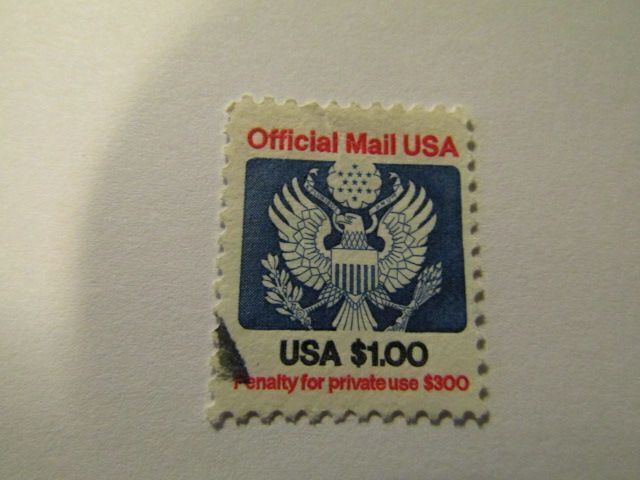 Official Mail USA
USA $1.00
Penalty for private use $300